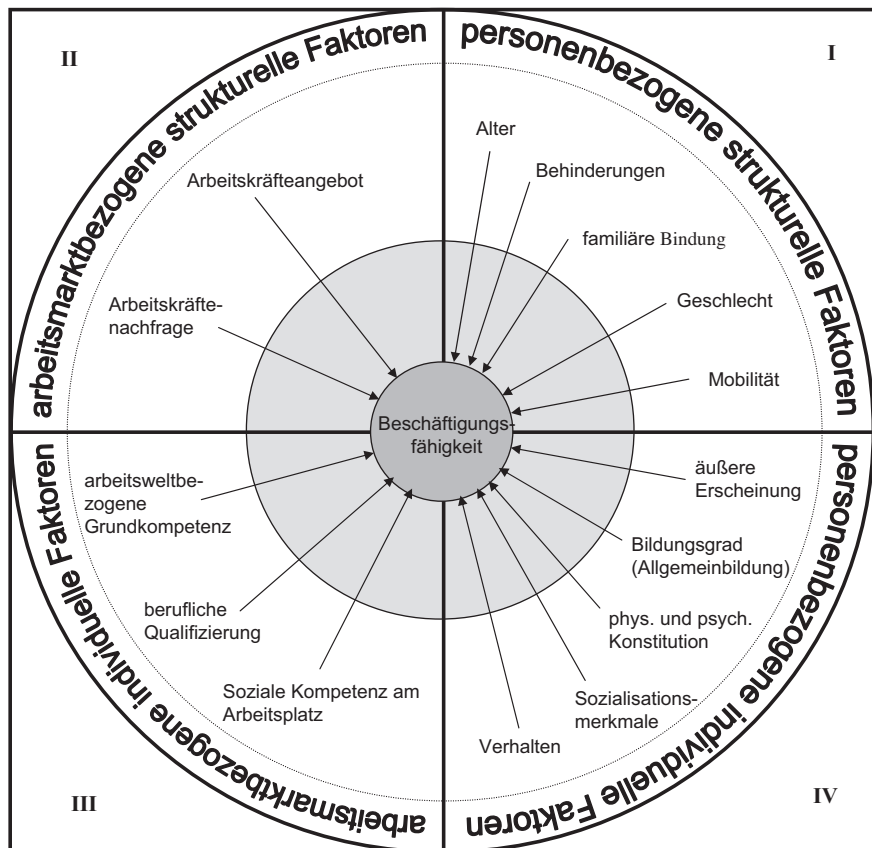 II
arbeitsmarktbezogene strukturelle Faktoren
Arbeitskräfteangebot
Arbeitskräfte-
nachfrage
I
personenbezogene strukturelle Faktoren
Alter
Behinderungen
familiäre Bindung
Geschlecht
Mobilität
Beschäftigungs-
fähigkeit
III
arbeitsmarktbezogene individuelle Faktoren
arbeitsweltbe-
zogene
Grundkompetenz
berufliche
Qualifizierung
Soziale Kompetenz am
Arbeitsplatz
IV
personenbezogene individuelle Faktoren
äußere
Erscheinung
Bildungsgrad
(Allgemeinbildung)
phys. und psych.
Konstitution
Sozialisations-
merkmale
Verhalten